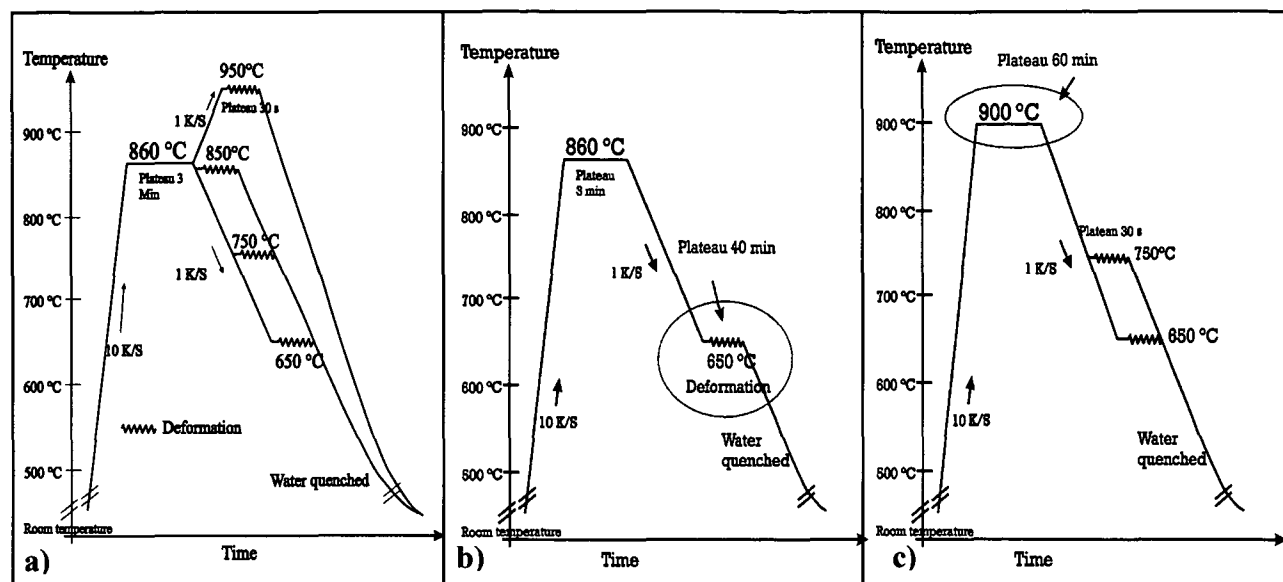 Temperature
950°C
Plateau 30 s
1 K/S
900 °C
860 °C
850°C
Plateau 3
Min
800 °C
750 °C
1 K/S
700 °C
10 K/S
650 °C
600 °C
Deformation
500 °C
Water quenched
Room temperature
a)
Time
Temperature
900 °C
860 °C
Plateau
3 min
800 °C
Plateau 40 min
1 K/S
700 °C
650 °C
Deformation
600 °C
10 K/S
Water
quenched
500 °C
Room temperature
b)
Time
Temperature
Plateau 60 min
900 °C
900 °C
800 °C
Plateau 30 s
750°C
1 K/S
700 °C
650 °C
600 °C
10 K/S
Water
quenched
500 °C
Room temperature
c)
Time